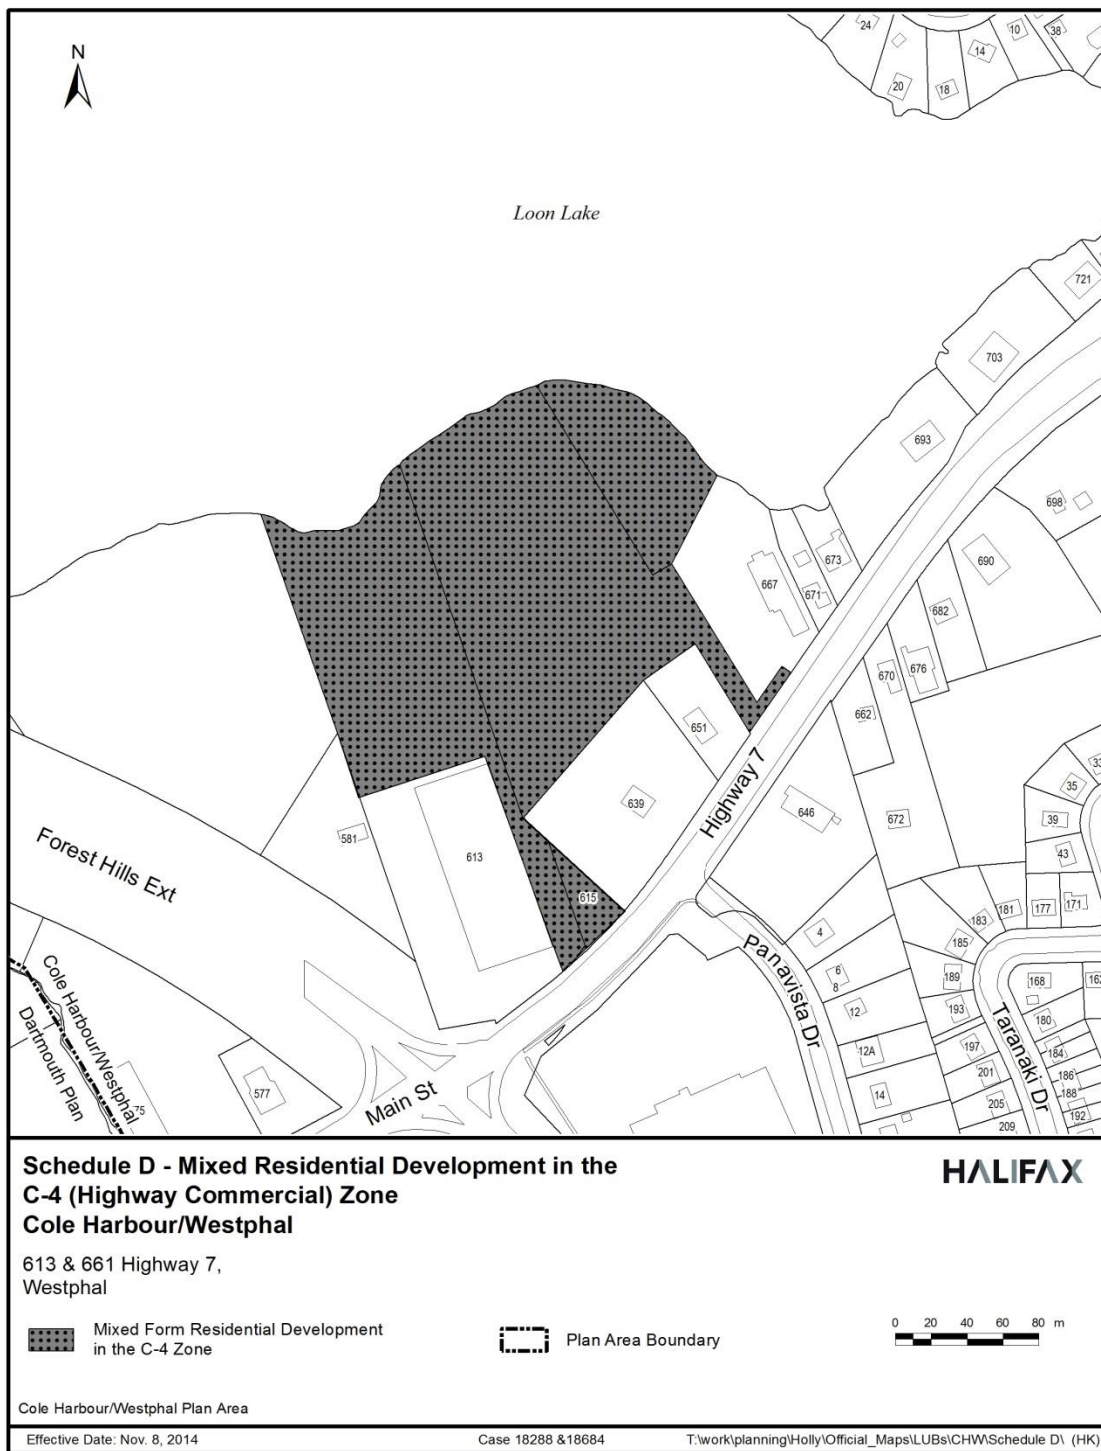 N
24
10
38
14
20
18
Loon Lake
721
703
693
698
690
673
667
671
682
676
670
662
651
Highway 7
639
646
35
33
39
672
43
581
613
Forest Hills Ext
615
181
177
171
183
4
185
Panavista Dr
6
8
189
168
162
Cole Harbour/Westphal
Dartmouth Plan
12
193
Taranaki Dr
180
12A
197
184
201
186
188
577
75
Main St
14
205
192
209
Schedule D - Mixed Residential Development in the
C-4 (Highway Commercial) Zone
Cole Harbour/Westphal
HALIFAX
613 & 661 Highway 7,
Westphal
Mixed Form Residential Development
in the C-4 Zone
Plan Area Boundary
0 20 40 60 80 m
Cole Harbour/Westphal Plan Area
Effective Date: Nov. 8, 2014
Case 18288 &18684
T:\work\planning\Holly\Official_Maps\LUBs\CHW\Schedule D\ (HK)